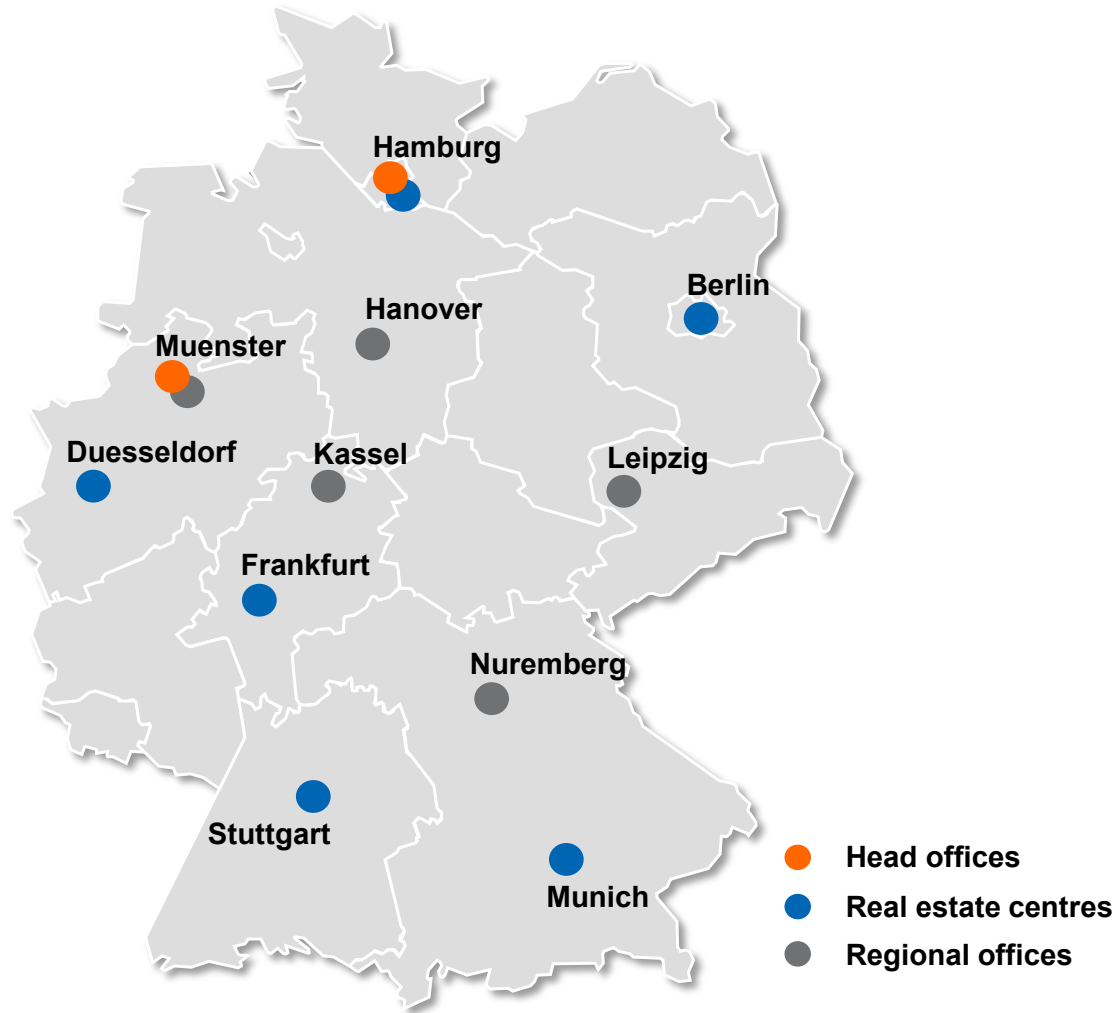 Hamburg
Berlin
Hanover
Muenster
Duesseldorf
Kassel
Leipzig
Frankfurt
Nuremberg
Stuttgart
Munich
Head offices
Real estate centres
Regional offices